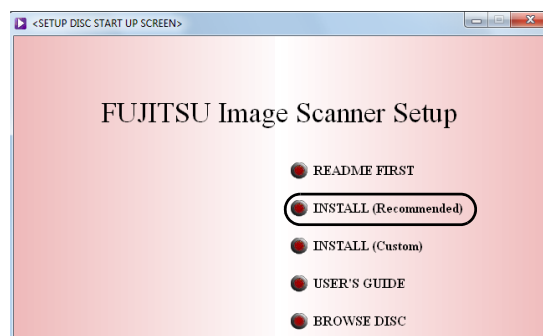 <SETUP DISC START UP SCREEN>
FUJITSU Image Scanner Setup
README FIRST
INSTALL (Recommended)
INSTALL (Custom)
USER'S GUIDE
BROWSE DISC